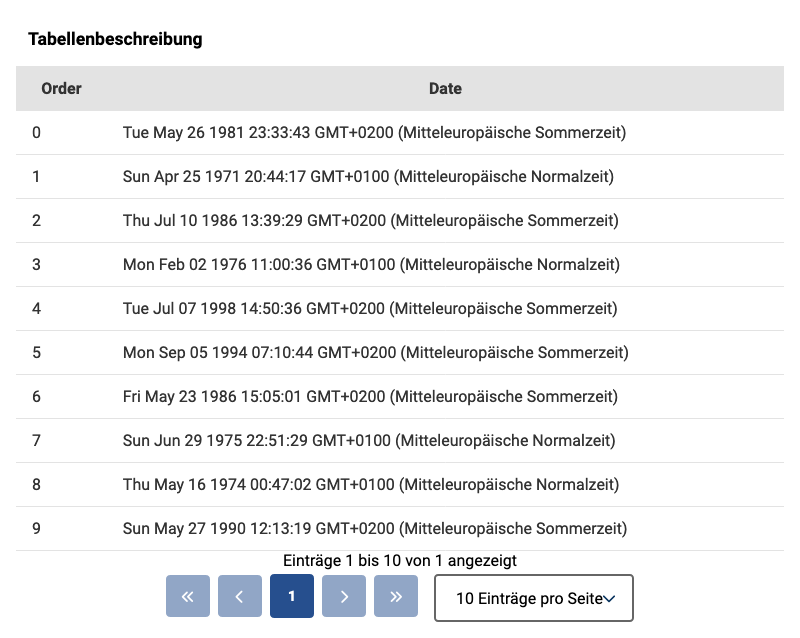 Tabellenbeschreibung
Order Date
0 Tue May 26 1981 23:33:43 GMT+0200 (Mitteleuropäische Sommerzeit)
1 Sun Apr 25 1971 20:44:17 GMT+0100 (Mitteleuropäische Normalzeit)
2 Thu Jul 10 1986 13:39:29 GMT+0200 (Mitteleuropäische Sommerzeit)
3 Mon Feb 02 1976 11:00:36 GMT+0100 (Mitteleuropäische Normalzeit)
4 Tue Jul 07 1998 14:50:36 GMT+0200 (Mitteleuropäische Sommerzeit)
5 Mon Sep 05 1994 07:10:44 GMT+0200 (Mitteleuropäische Sommerzeit)
6 Fri May 23 1986 15:05:01 GMT+0200 (Mitteleuropäische Sommerzeit)
7 Sun Jun 29 1975 22:51:29 GMT+0100 (Mitteleuropäische Normalzeit)
8 Thu May 16 1974 00:47:02 GMT+0100 (Mitteleuropäische Normalzeit)
9 Sun May 27 1990 12:13:19 GMT+0200 (Mitteleuropäische Sommerzeit)
Einträge 1 bis 10 von 1 angezeigt
« ‹ 1 › » 10 Einträge pro Seite